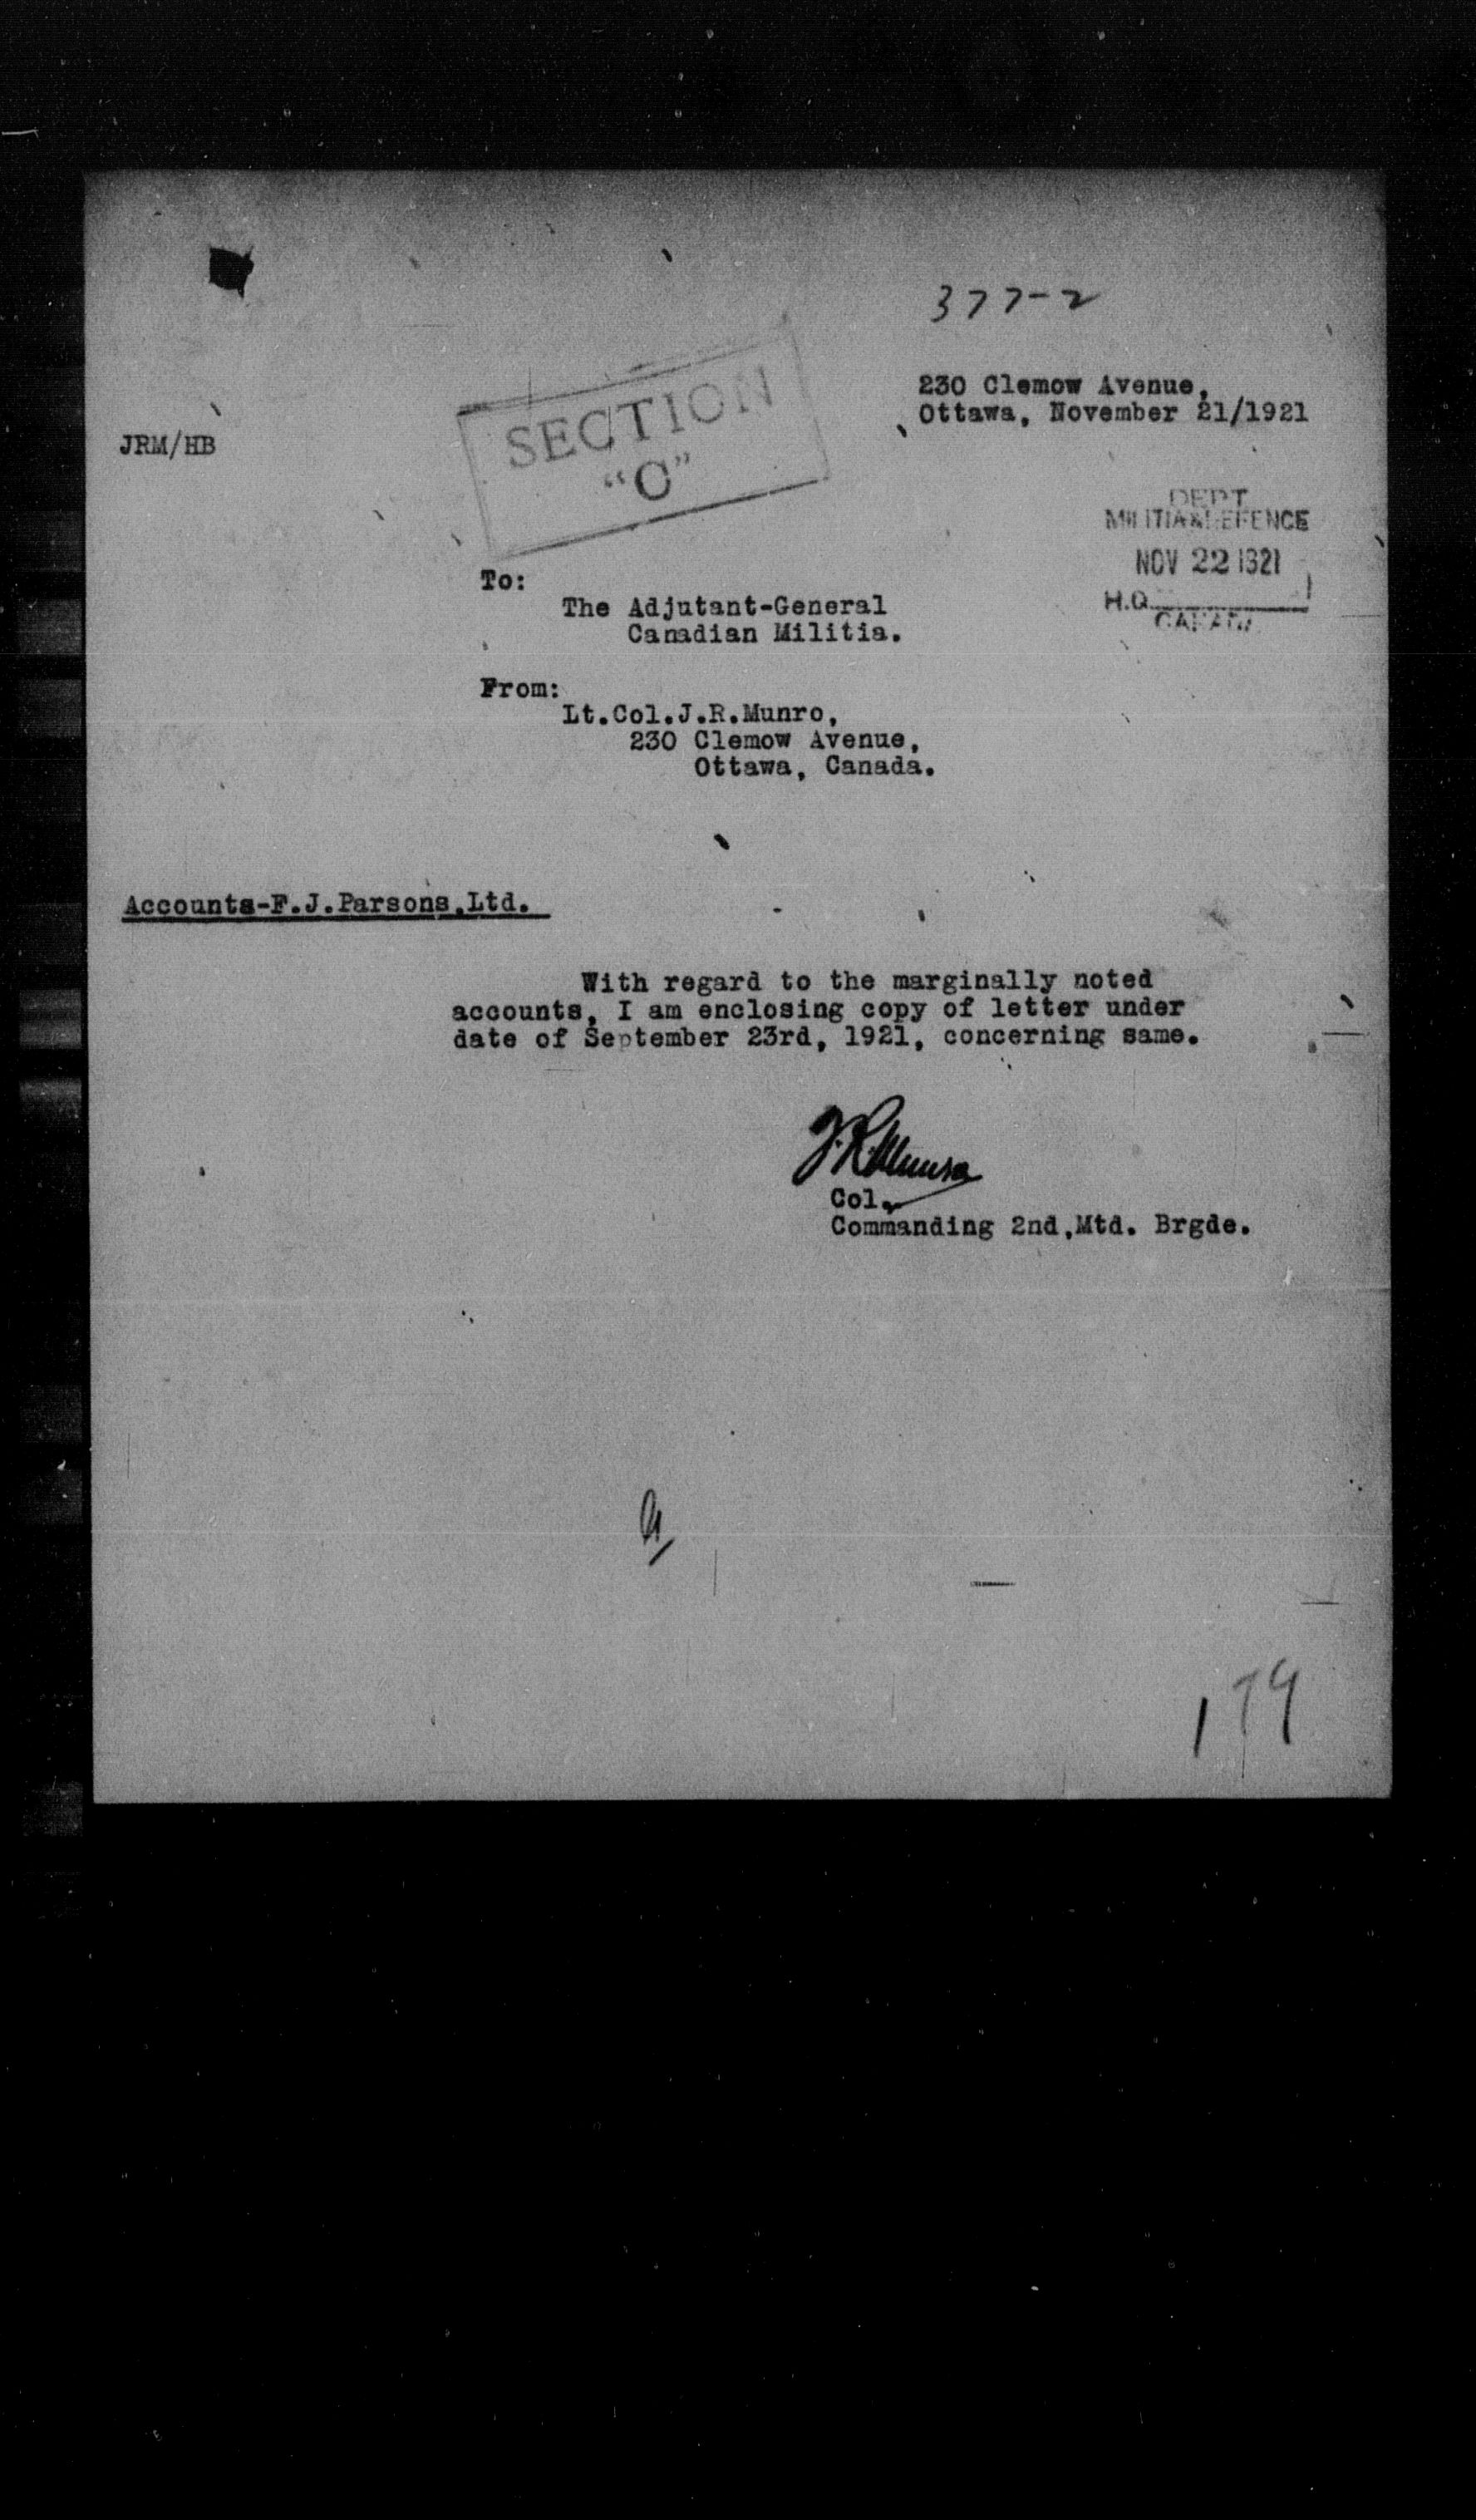 377-2
230 Clemow Avenue,
Ottawa, November 21/1921
JRM/HB
SECTION
"C"
DEPT
MILITIA & DEFENCE
NOV 22 1921
H.Q.
CANADA
To:
The Adjutant-General
Canadian Militia.
From:
Lt.Col.J.R.Munro,
230 Clemow Avenue,
Ottawa, Canada.
Accounts-F.J.Parsons,Ltd.
With regard to the marginally noted
accounts, I am enclosing copy of letter under
date of September 23rd, 1921, concerning same.
J.R.Munro
Col.
Commanding 2nd,Mtd. Brgde.
179